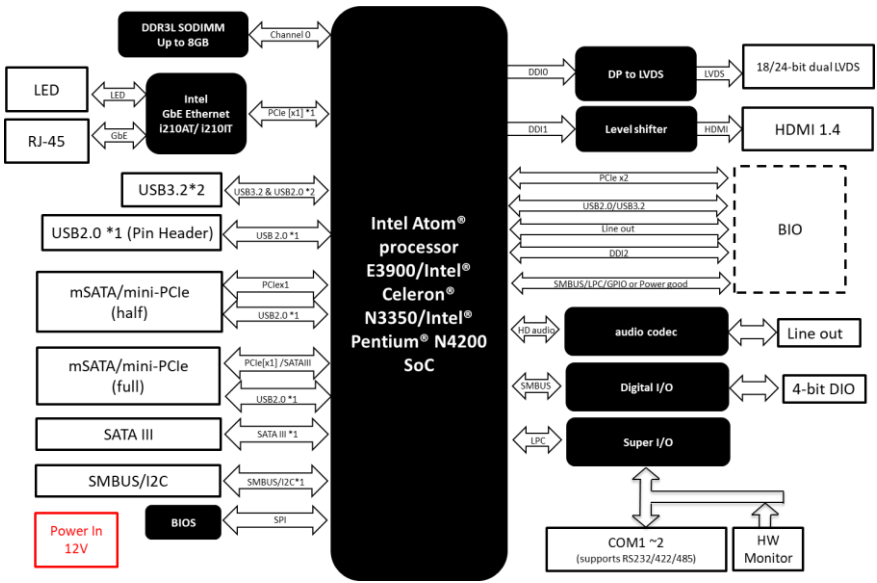 DDR3L SODIMM
Up to 8GB
Channel 0
LED
LED
Intel
GbE Ethernet
i210AT/ i210IT
PCIe [x1] *1
RJ-45
GbE
USB3.2*2
USB3.2 & USB2.0 *2
USB2.0 *1 (Pin Header)
USB 2.0 *1
mSATA/mini-PCIe
(half)
PCIex1
USB2.0 *1
mSATA/mini-PCIe
(full)
PCIe[x1] /SATAIII
USB2.0 *1
SATA III
SATA III *1
SMBUS/I2C
SMBUS/I2C*1
BIOS
SPI
Power In
12V
Intel Atom®
processor
E3900/Intel®
Celeron®
N3350/Intel®
Pentium® N4200
SoC
DDI0
DP to LVDS
LVDS
18/24-bit dual LVDS
DDI1
Level shifter
HDMI
HDMI 1.4
PCIe x2
USB2.0/USB3.2
Line out
DDI2
SMBUS/LPC/GPIO or Power good
BIO
HD audio
audio codec
Line out
SMBUS
Digital I/O
4-bit DIO
LPC
Super I/O
COM1 ~2
(supports RS232/422/485)
HW
Monitor